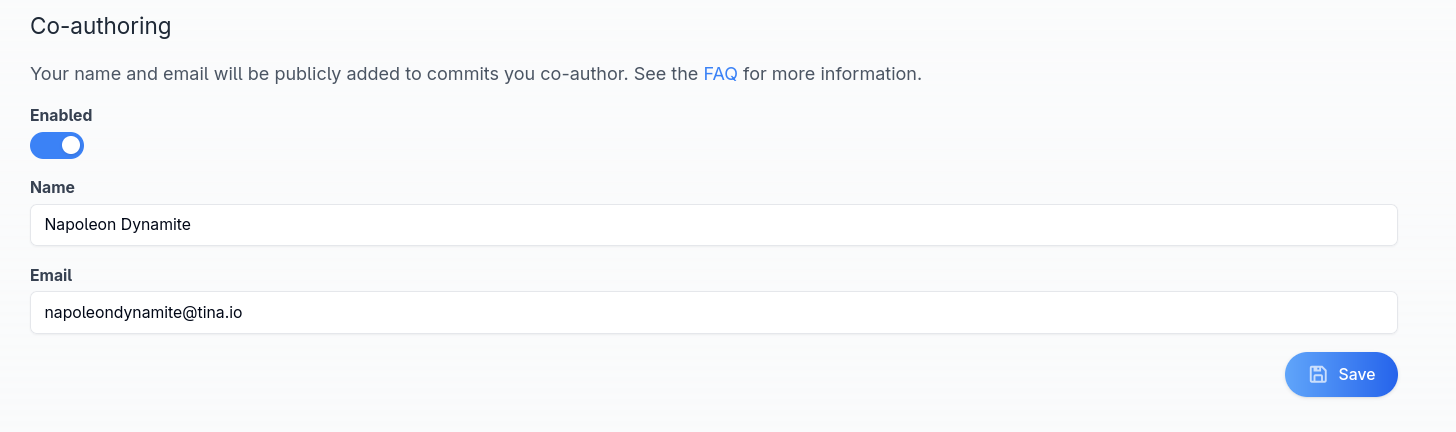 Co-authoring
Your name and email will be publicly added to commits you co-author. See the FAQ for more information.
Enabled
Name
Napoleon Dynamite
Email
napoleondynamite@tina.io
Save